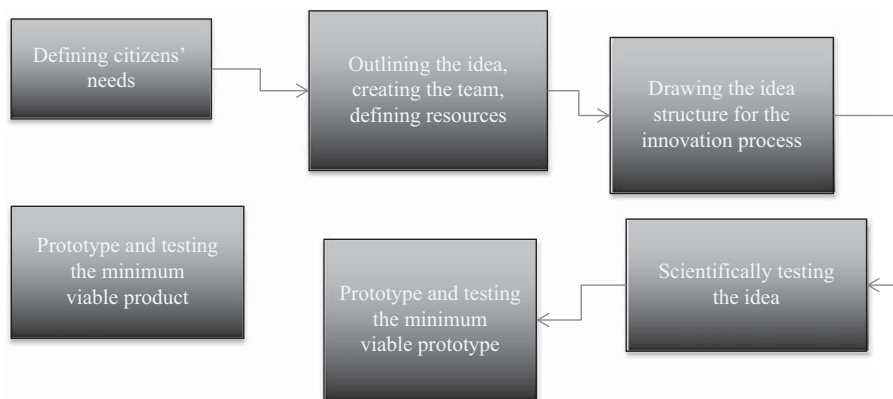 Defining citizens'
needs
Outlining the idea,
creating the team,
defining resources
Drawing the idea
structure for the
innovation process
Scientifically testing
the idea
Prototype and testing
the minimum
viable prototype
Prototype and testing
the minimum
viable product